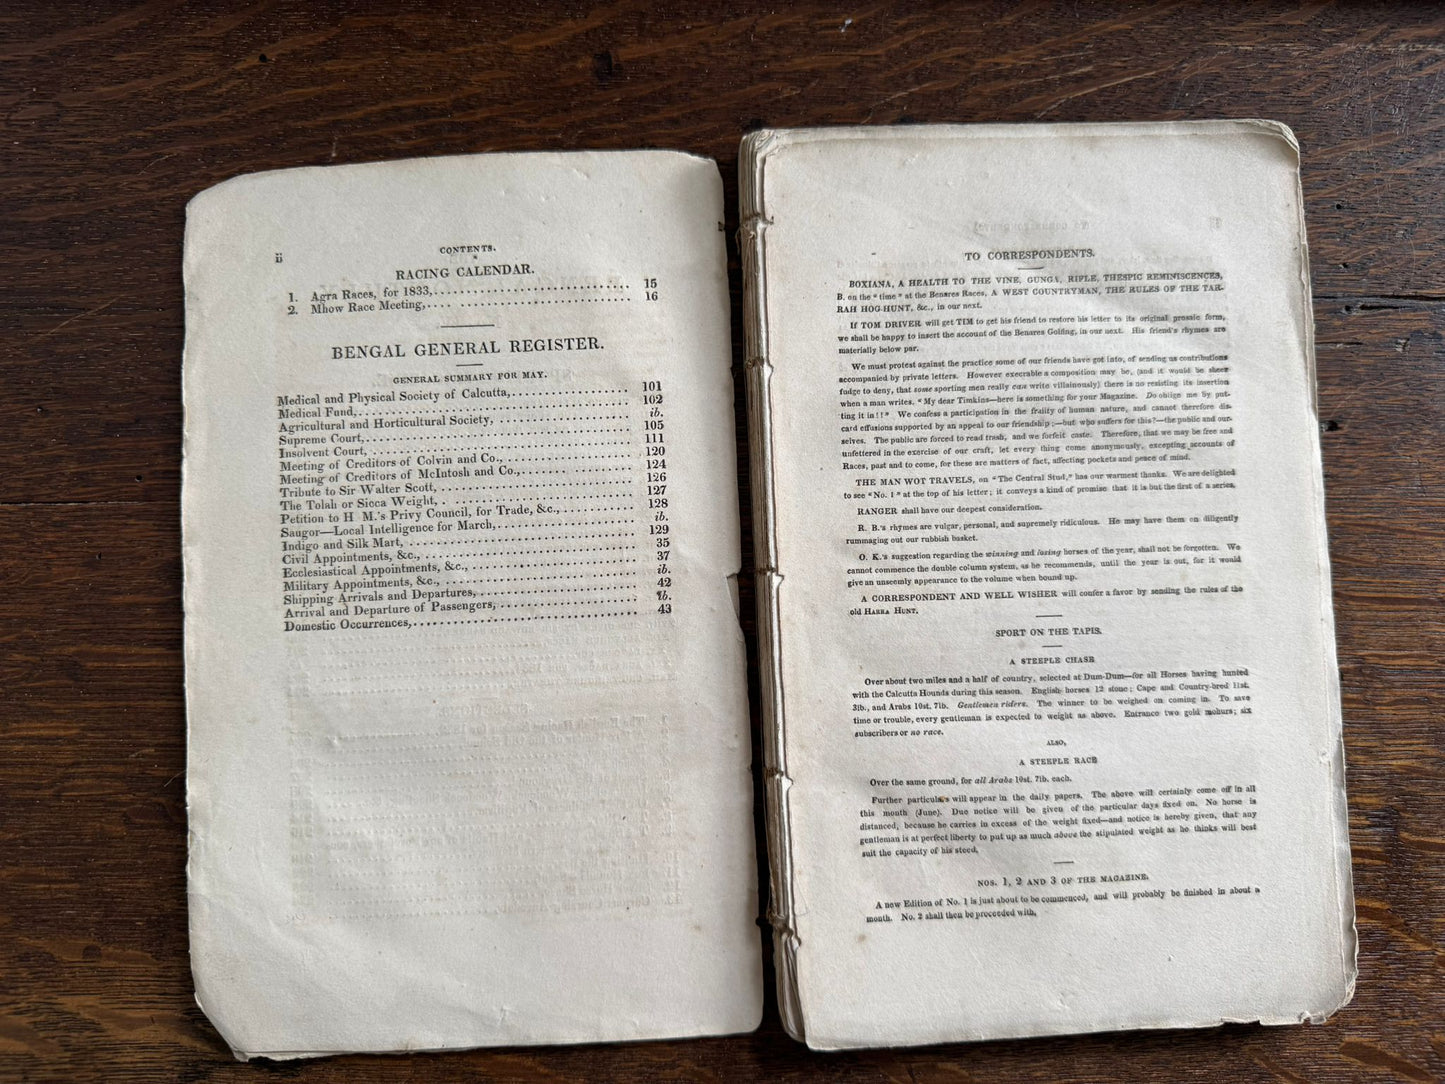 ii
CONTENTS.
RACING CALENDAR.
1. Agra Races, for 1833, 15
2. Mhow Race Meeting, 16
BENGAL GENERAL REGISTER.
GENERAL SUMMARY FOR MAY.
Medical and Physical Society of Calcutta, 101
Medical Fund, 102
Agricultural and Horticultural Society, ib.
Supreme Court, 105
Insolvent Court, 111
Meeting of Creditors of Colvin and Co., 120
Meeting of Creditors of McIntosh and Co., 124
Tribute to Sir Walter Scott, 126
The Tolah or Sicca Weight, 127
Petition to H M.'s Privy Council, for Trade, &c., 128
Saugor—Local Intelligence for March, ib.
Indigo and Silk Mart, 129
Civil Appointments, &c., 35
Ecclesiastical Appointments, &c., 37
Military Appointments, &c., ib.
Shipping Arrivals and Departures, 42
Arrival and Departure of Passengers, ib.
Domestic Occurrences, 43
TO CORRESPONDENTS.
BOXIANA, A HEALTH TO THE VINE, GUNGA, RIFLE, THESPIC REMINISCENCES,
B. on the "time" at the Benares Races, A WEST COUNTRYMAN, THE RULES OF THE TAR-
RAH HOG-HUNT, &c., in our next.
If TOM DRIVER will get TIM to get his friend to restore his letter to its original prosaic form,
we shall be happy to insert the account of the Benares Golfing, in our next. His friend's rhymes are
materially below par.
We must protest against the practice some of our friends have got into, of sending us contributions
accompanied by private letters. However execrable a composition may be, (and it would be sheer
fudge to deny, that some sporting men really can write villainously) there is no resisting its insertion
when a man writes. "My dear Timkins—here is something for your Magazine. Do oblige me by put-
ting it in!!" We confess a participation in the frailty of human nature, and cannot therefore dis-
card effusions supported by an appeal to our friendship;—but who suffers for this?—the public and our-
selves. The public are forced to read trash, and we forfeit caste. Therefore, that we may be free and
unfettered in the exercise of our craft, let every thing come anonymously, excepting accounts of
Races, past and to come, for these are matters of fact, affecting pockets and peace of mind.
THE MAN WOT TRAVELS, on "The Central Stud," has our warmest thanks. We are delighted
to see "No. 1" at the top of his letter; it conveys a kind of promise that it is but the first of a series.
RANGER shall have our deepest consideration.
R. B.'s rhymes are vulgar, personal, and supremely ridiculous. He may have them on diligently
rummaging out our rubbish basket.
O. K.'s suggestion regarding the winning and losing horses of the year, shall not be forgotten. We
cannot commence the double column system, as he recommends, until the year is out, for it would
give an unseemly appearance to the volume when bound up.
A CORRESPONDENT AND WELL WISHER will confer a favor by sending the rules of the
old HARRA HUNT.
SPORT ON THE TAPIS.
A STEEPLE CHASE
Over about two miles and a half of country, selected at Dum-Dum—for all Horses having hunted
with the Calcutta Hounds during this season. English horses 12 stone; Cape and Country-bred 11st.
3lb., and Arabs 10st. 7lb. Gentlemen riders. The winner to be weighed on coming in. To save
time or trouble, every gentleman is expected to weight as above. Entrance two gold mohurs; six
subscribers or no race.
ALSO,
A STEEPLE RACE
Over the same ground, for all Arabs 10st. 7lb. each.
Further particulars will appear in the daily papers. The above will certainly come off in all
this month (June). Due notice will be given of the particular days fixed on. No horse is
distanced, because he carries in excess of the weight fixed—and notice is hereby given, that any
gentleman is at perfect liberty to put up as much above the stipulated weight as he thinks will best
suit the capacity of his steed.
NOS. 1, 2 AND 3 OF THE MAGAZINE.
A new Edition of No. 1 is just about to be commenced, and will probably be finished in about a
month. No. 2 shall then be proceeded with.